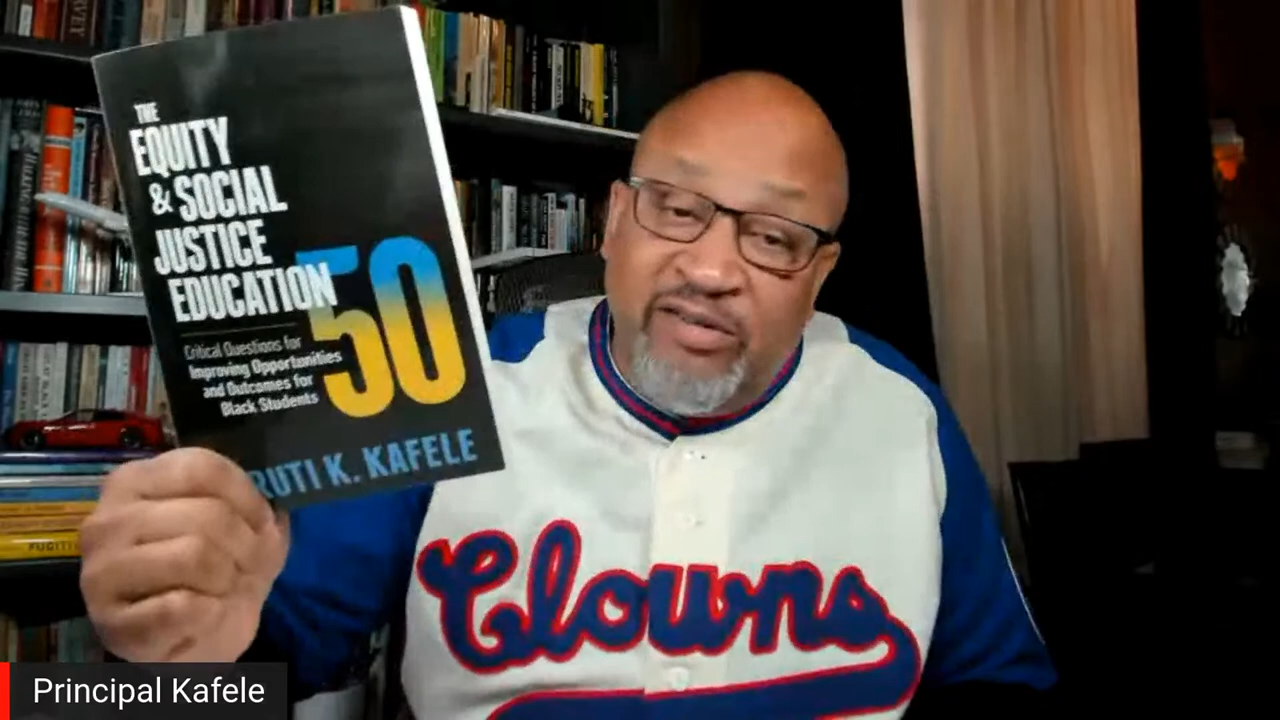 THE
EQUITY
& SOCIAL
JUSTICE
EDUCATION
50
Critical Questions for
Improving Opportunities
and Outcomes for
Black Students
RUTI K. KAFELE
Clowns
Principal Kafele